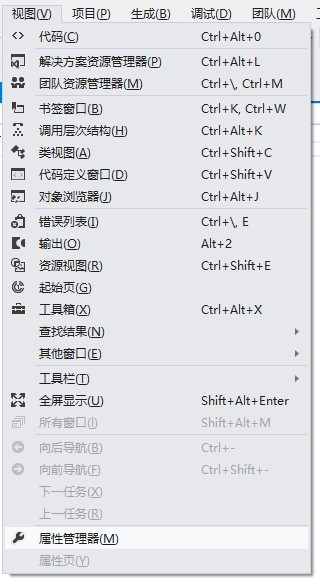 视图(V) 项目(P) 生成(B) 调试(D) 团队(M)
代码(C) Ctrl+Alt+0
解决方案资源管理器(P) Ctrl+Alt+L
团队资源管理器(M) Ctrl+\, Ctrl+M
书签窗口(B) Ctrl+K, Ctrl+W
调用层次结构(H) Ctrl+Alt+K
类视图(A) Ctrl+Shift+C
代码定义窗口(D) Ctrl+Shift+V
对象浏览器(J) Ctrl+Alt+J
错误列表(I) Ctrl+\, E
输出(O) Alt+2
资源视图(R) Ctrl+Shift+E
起始页(G)
工具箱(X) Ctrl+Alt+X
查找结果(N)
其他窗口(E)
工具栏(T)
全屏显示(U) Shift+Alt+Enter
所有窗口(I) Shift+Alt+M
向后导航(B) Ctrl+-
向前导航(F) Ctrl+Shift+-
下一任务(X)
上一任务(R)
属性管理器(M)
属性页(Y)